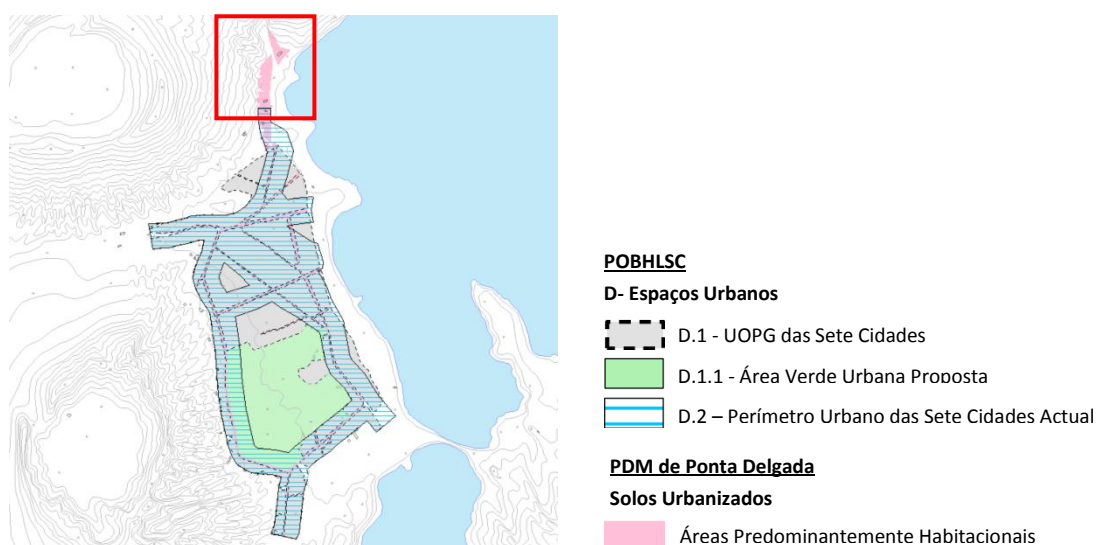 POBHLSC
D- Espaços Urbanos
D.1 - UOPG das Sete Cidades
D.1.1 - Área Verde Urbana Proposta
D.2 – Perímetro Urbano das Sete Cidades Actual
PDM de Ponta Delgada
Solos Urbanizados
Áreas Predominantemente Habitacionais